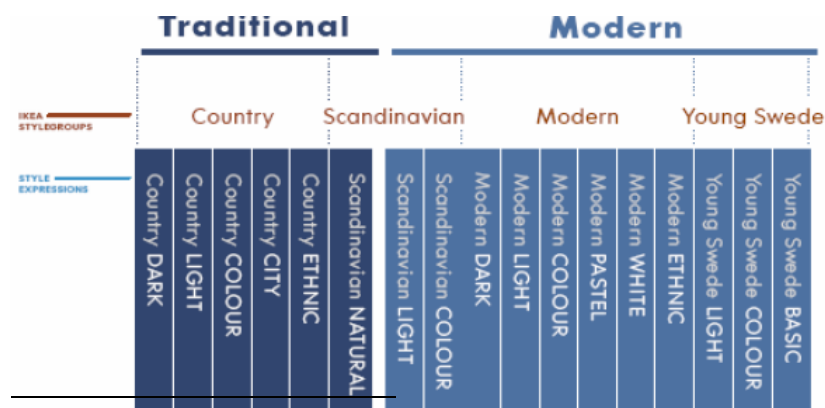 Traditional
Modern
IKEA
STYLEGROUPS
Country
Scandinavian
Modern
Young Swede
STYLE
EXPRESSIONS
Country DARK
Country LIGHT
Country COLOUR
Country CITY
Country ETHNIC
Scandinavian NATURAL
Scandinavian LIGHT
Scandinavian COLOUR
Modern DARK
Modern LIGHT
Modern COLOUR
Modern PASTEL
Modern WHITE
Modern ETHNIC
Young Swede LIGHT
Young Swede COLOUR
Young Swede BASIC